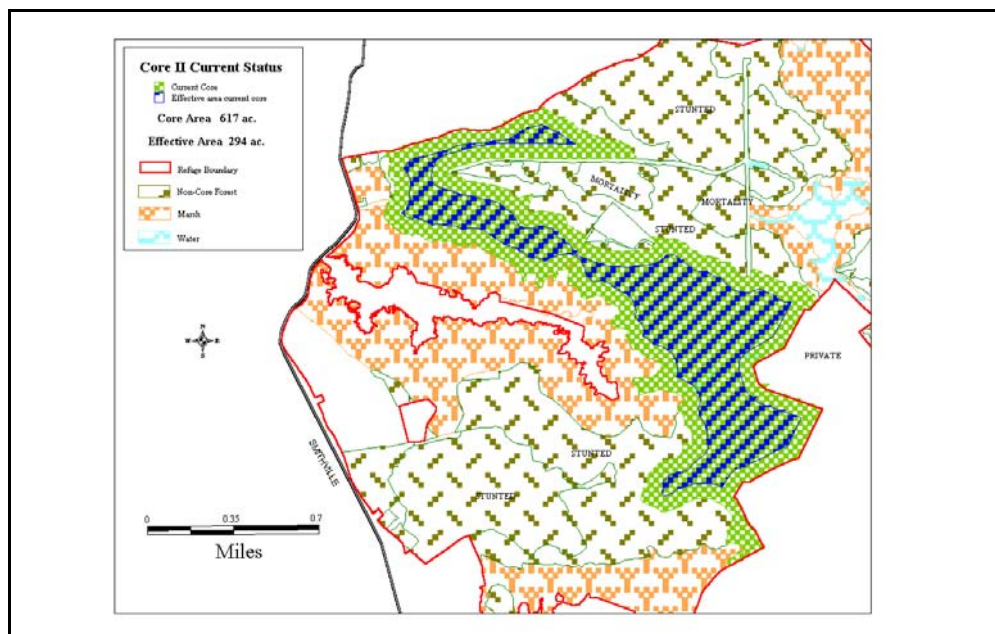 Core II Current Status
Current Core
Effective area current core
Core Area 617 ac.
Effective Area 294 ac.
Refuge Boundary
Non-Core Forest
Marsh
Water
STUNTED
MORTALITY
MORTALITY
STUNTED
N
W E
S
PRIVATE
SMITHVILLE
STUNTED
STUNTED
0 0.35 0.7
Miles